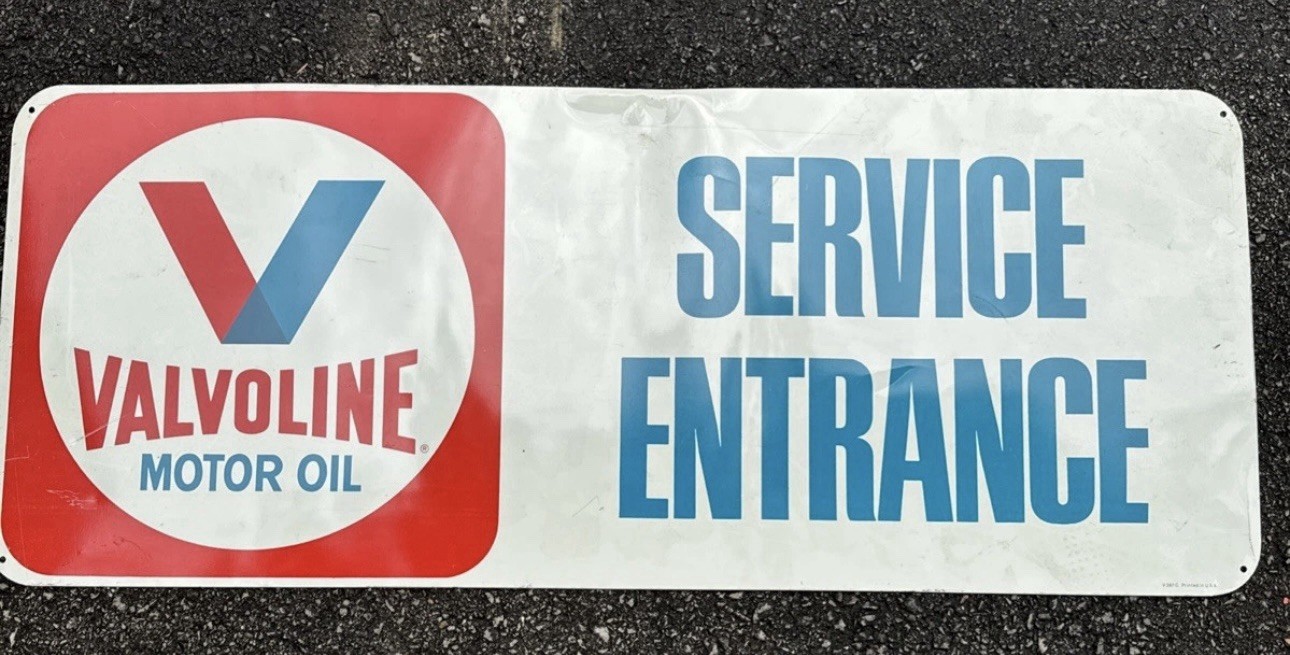 VALVOLINE
®
MOTOR OIL
SERVICE
ENTRANCE